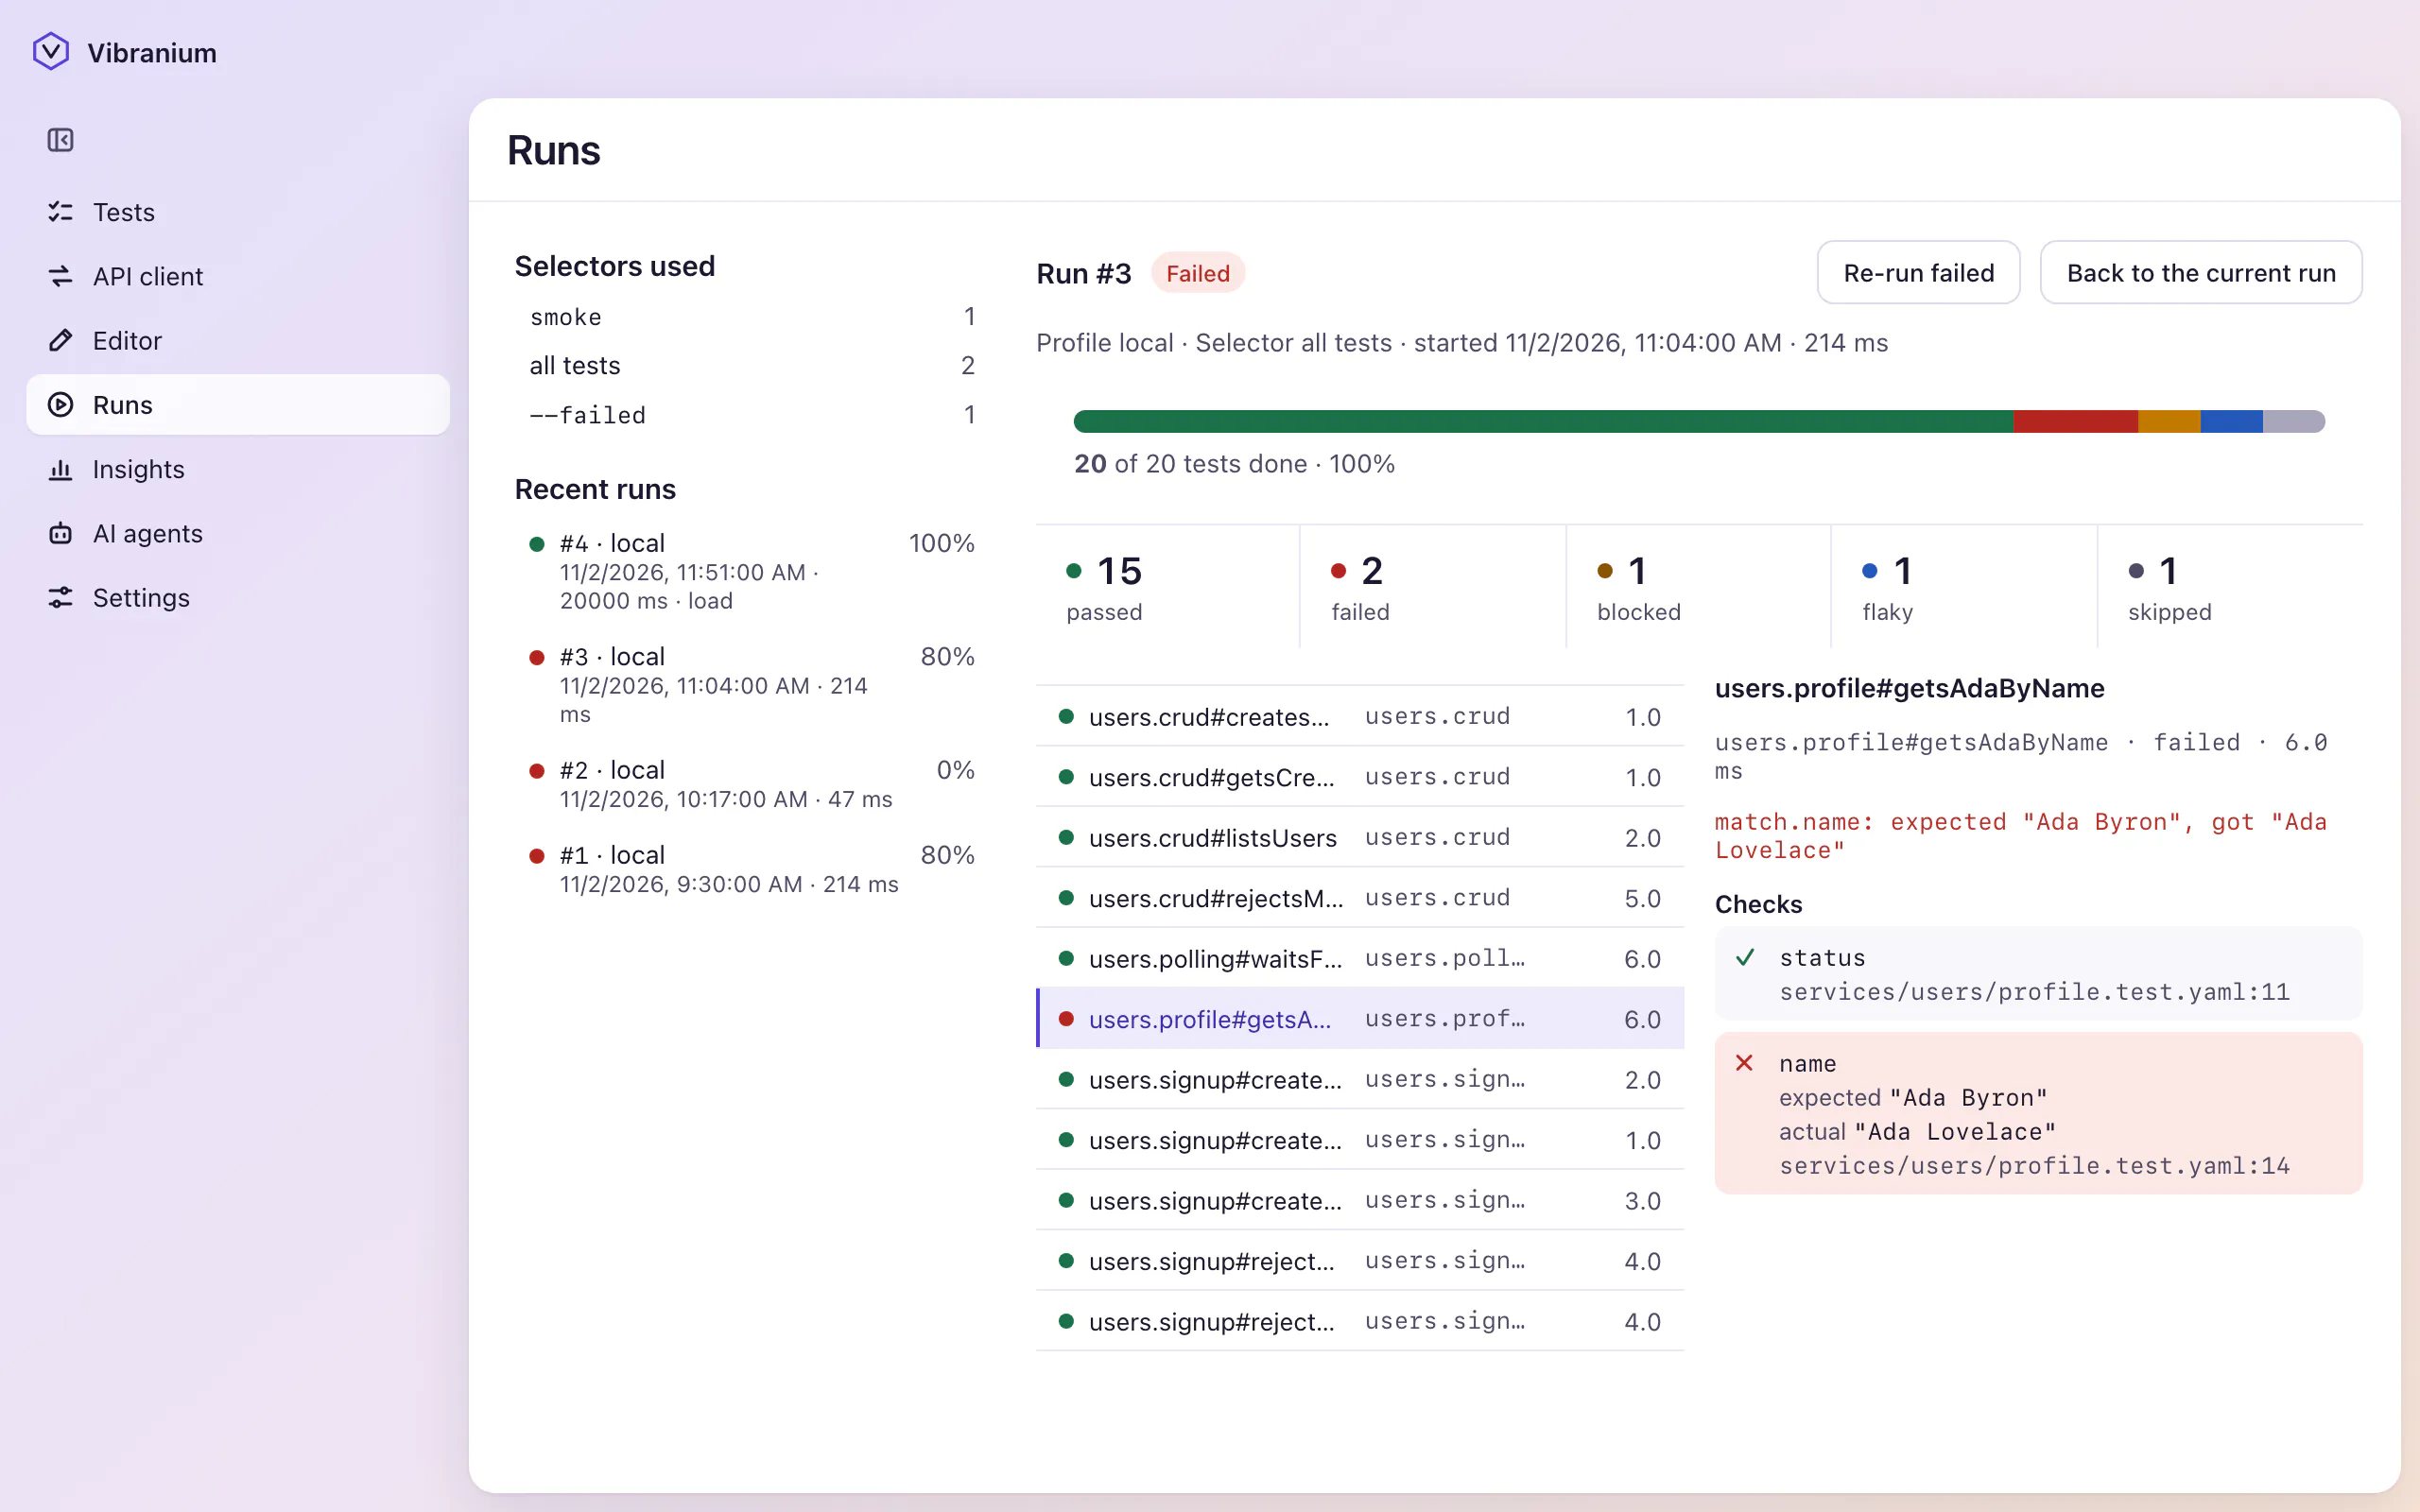 Vibranium
Tests
API client
Editor
Runs
Insights
AI agents
Settings
Runs
Selectors used
smoke 1
all tests 2
--failed 1
Recent runs
#4 · local 100%
11/2/2026, 11:51:00 AM ·
20000 ms · load
#3 · local 80%
11/2/2026, 11:04:00 AM · 214
ms
#2 · local 0%
11/2/2026, 10:17:00 AM · 47 ms
#1 · local 80%
11/2/2026, 9:30:00 AM · 214 ms
Run #3 Failed
Re-run failed
Back to the current run
Profile local · Selector all tests · started 11/2/2026, 11:04:00 AM · 214 ms
20 of 20 tests done · 100%
15 passed
2 failed
1 blocked
1 flaky
1 skipped
users.crud#creates... users.crud 1.0
users.crud#getsCre... users.crud 1.0
users.crud#listsUsers users.crud 2.0
users.crud#rejectsM... users.crud 5.0
users.polling#waitsF... users.poll... 6.0
users.profile#getsA... users.prof... 6.0
users.signup#create... users.sign... 2.0
users.signup#create... users.sign... 1.0
users.signup#create... users.sign... 3.0
users.signup#reject... users.sign... 4.0
users.signup#reject... users.sign... 4.0
users.profile#getsAdaByName
users.profile#getsAdaByName · failed · 6.0
ms
match.name: expected "Ada Byron", got "Ada
Lovelace"
Checks
status
services/users/profile.test.yaml:11
name
expected "Ada Byron"
actual "Ada Lovelace"
services/users/profile.test.yaml:14